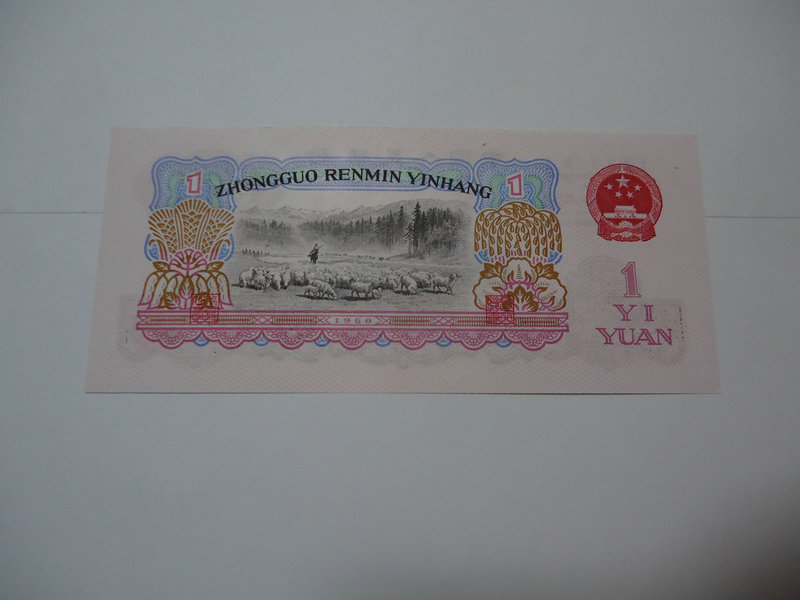 ZHONGGUO RENMIN YINHANG
1
1
1960
1
YI
YUAN